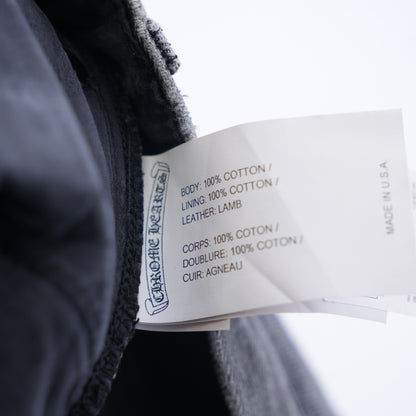 CHROME HEARTS
BODY: 100% COTTON /
LINING: 100% COTTON /
LEATHER: LAMB
CORPS: 100% COTON /
DOUBLURE: 100% COTON /
CUIR: AGNEAU
MADE IN U.S.A.